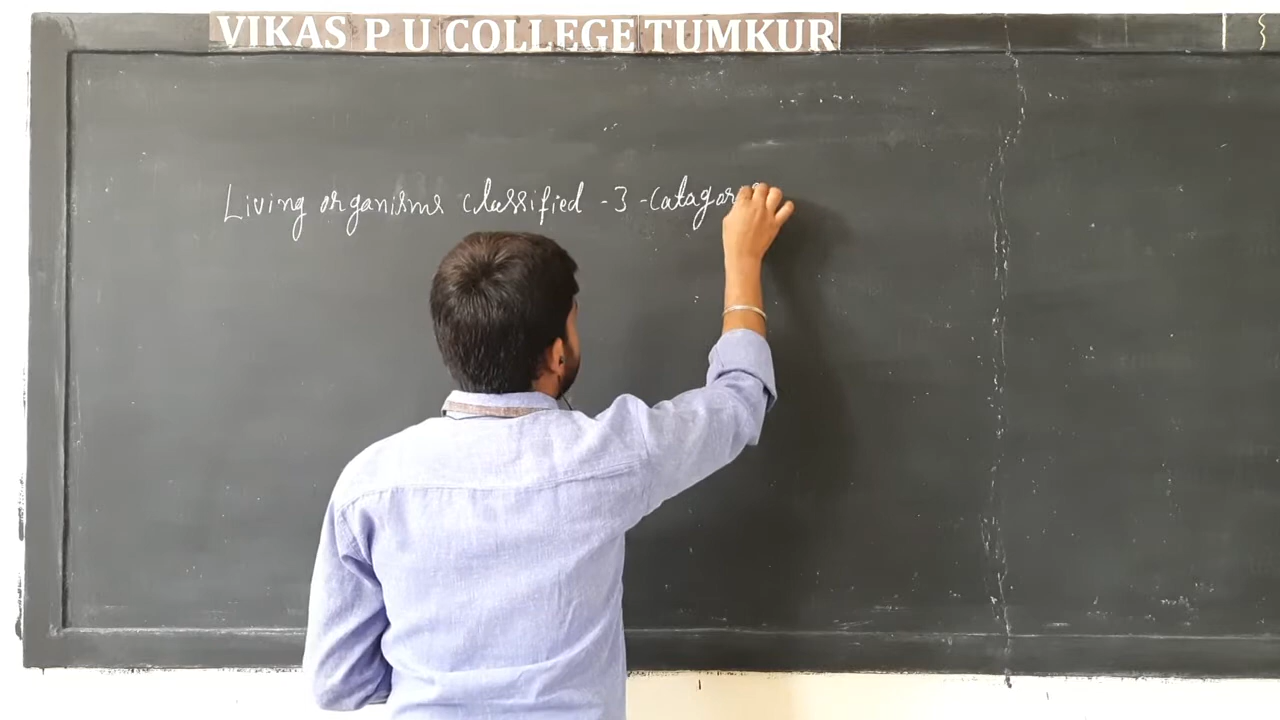 VIKAS P U COLLEGE TUMKUR
Living organisms classified - 3 -